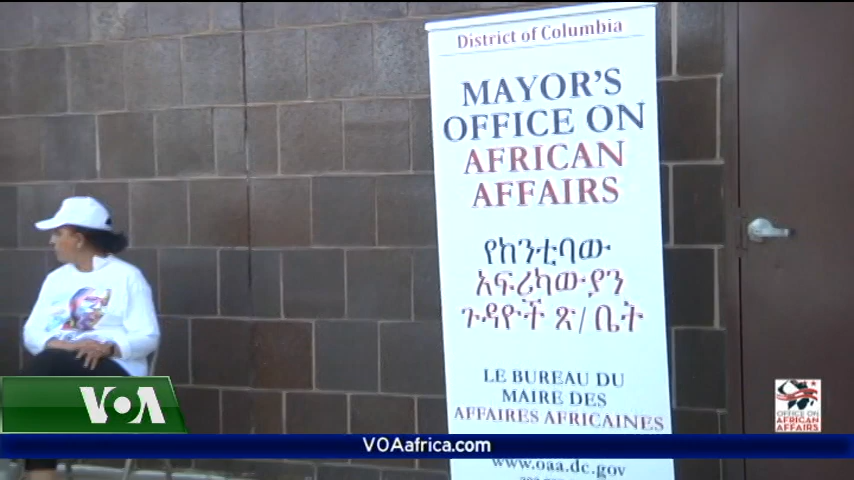 District of Columbia
MAYOR'S
OFFICE ON
AFRICAN
AFFAIRS
የከንቲባው
አፍሪካውያን
ጉዳዮች ጽ/ቤት
LE BUREAU DU
MAIRE DES
AFFAIRES AFRICAINES
www.oaa.dc.gov
VOA
VOAafrica.com
OFFICE ON
AFRICAN
AFFAIRS